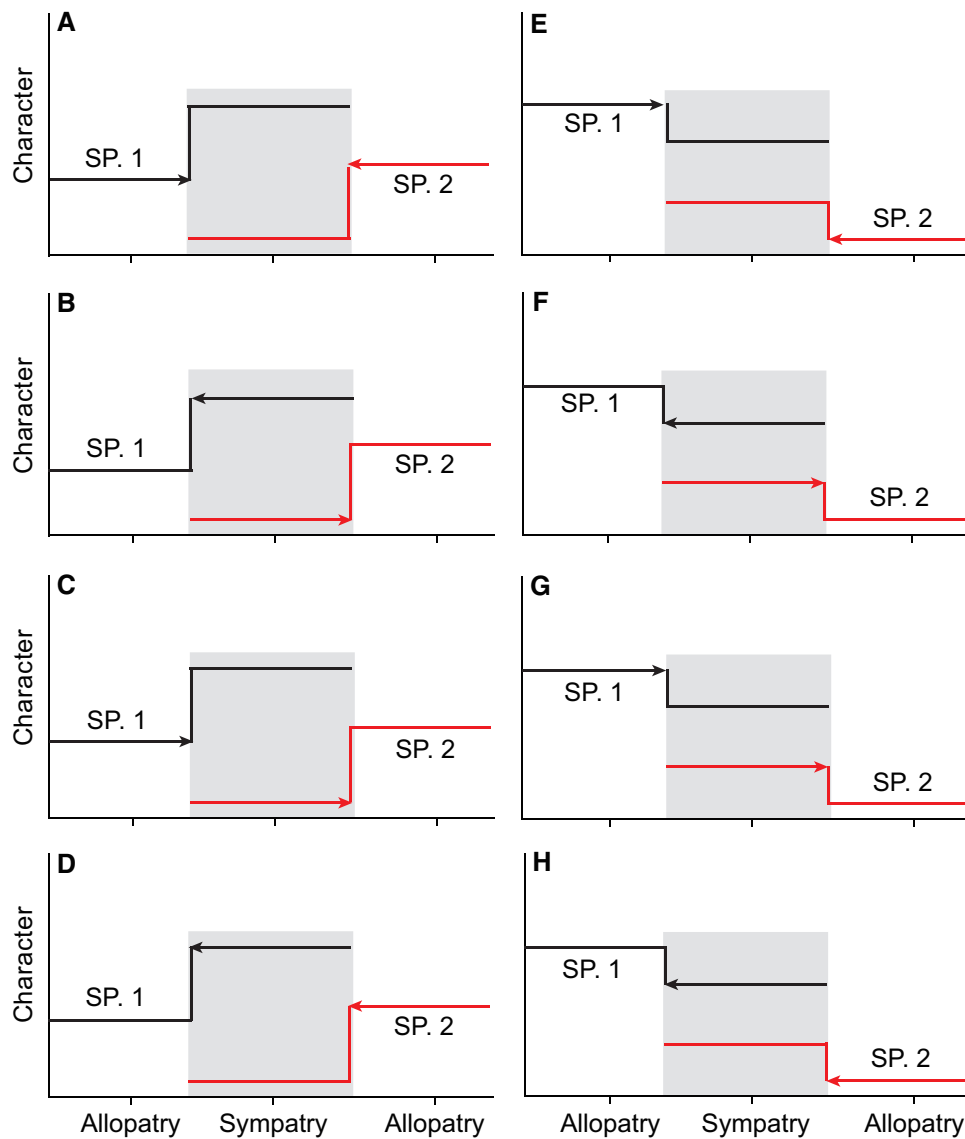 A
Character
SP. 1
SP. 2
E
SP. 1
SP. 2
B
Character
SP. 1
SP. 2
F
SP. 1
SP. 2
C
Character
SP. 1
SP. 2
G
SP. 1
SP. 2
D
Character
SP. 1
SP. 2
H
SP. 1
SP. 2
Allopatry Sympatry Allopatry
Allopatry Sympatry Allopatry